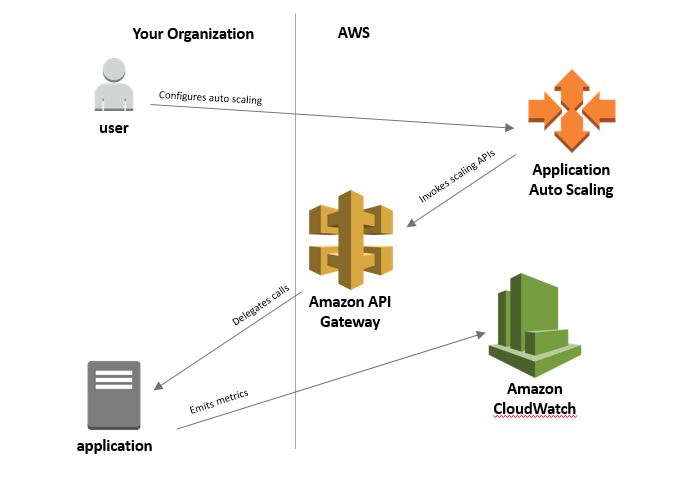 Your Organization
AWS
Configures auto scaling
user
Invokes scaling APIs
Application
Auto Scaling
Delegates calls
Amazon API
Gateway
Emits metrics
Amazon
CloudWatch
application